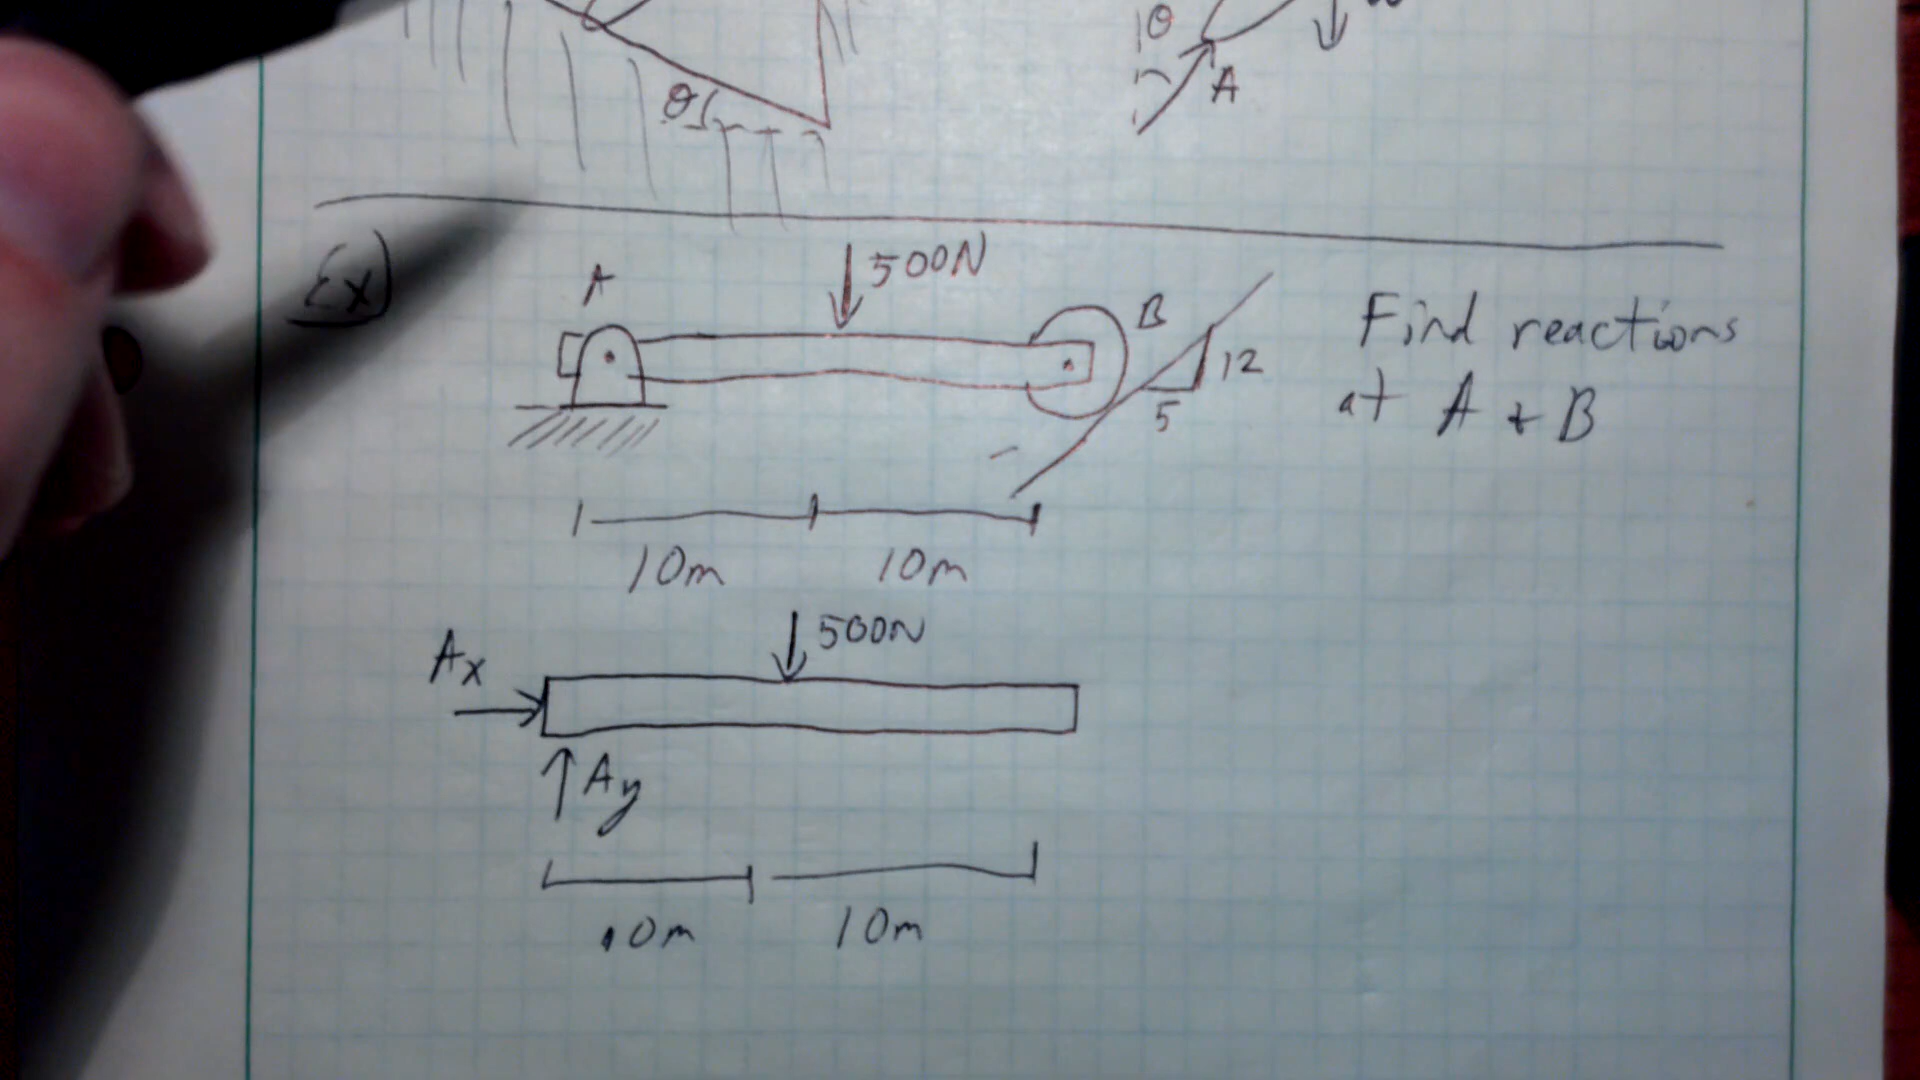 θ
θ
A
Ex)
A
500N
B
12
5
Find reactions
at A + B
10m
10m
500N
Ax
Ay
10m
10m